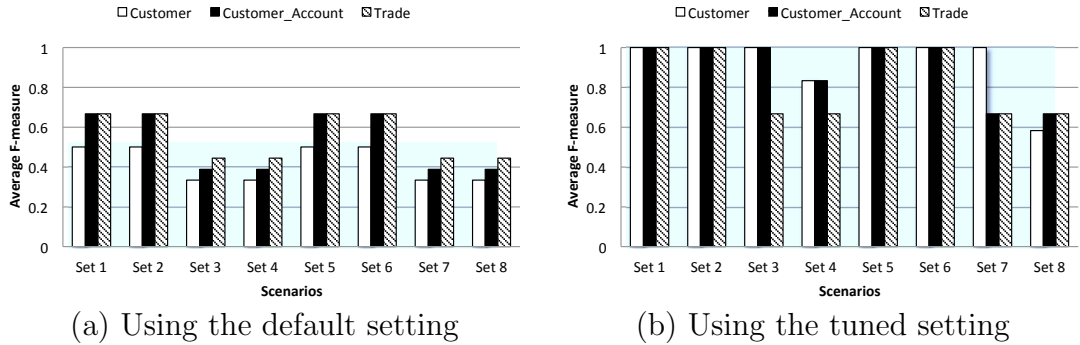 Customer Customer_Account Trade
1
0.8
0.6
0.4
0.2
0
Average F-measure
Set 1 Set 2 Set 3 Set 4 Set 5 Set 6 Set 7 Set 8
Scenarios
(a) Using the default setting
Customer Customer_Account Trade
1
0.8
0.6
0.4
0.2
0
Average F-measure
Set 1 Set 2 Set 3 Set 4 Set 5 Set 6 Set 7 Set 8
Scenarios
(b) Using the tuned setting